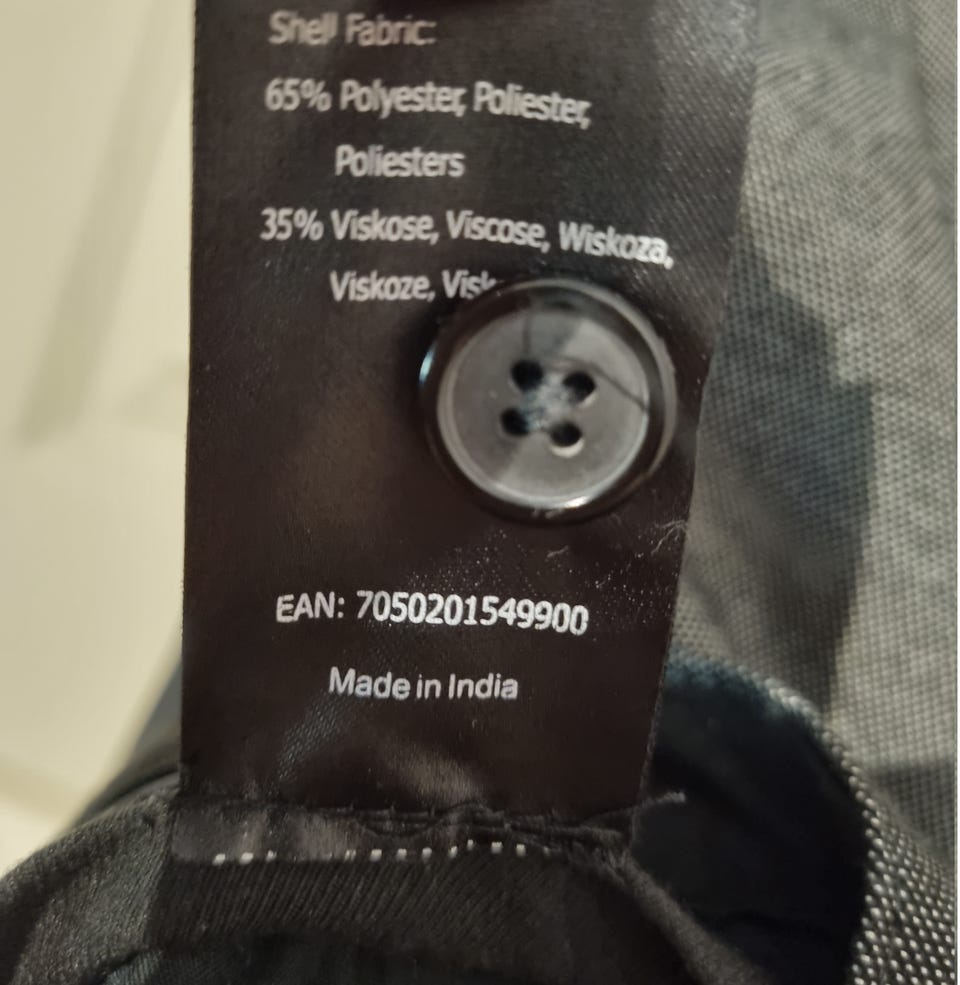 Shell Fabric:
65% Polyester, Poliester,
Poliesters
35% Viskose, Viscose, Wiskoza,
Viskoze,
EAN: 7050201549900
Made in India